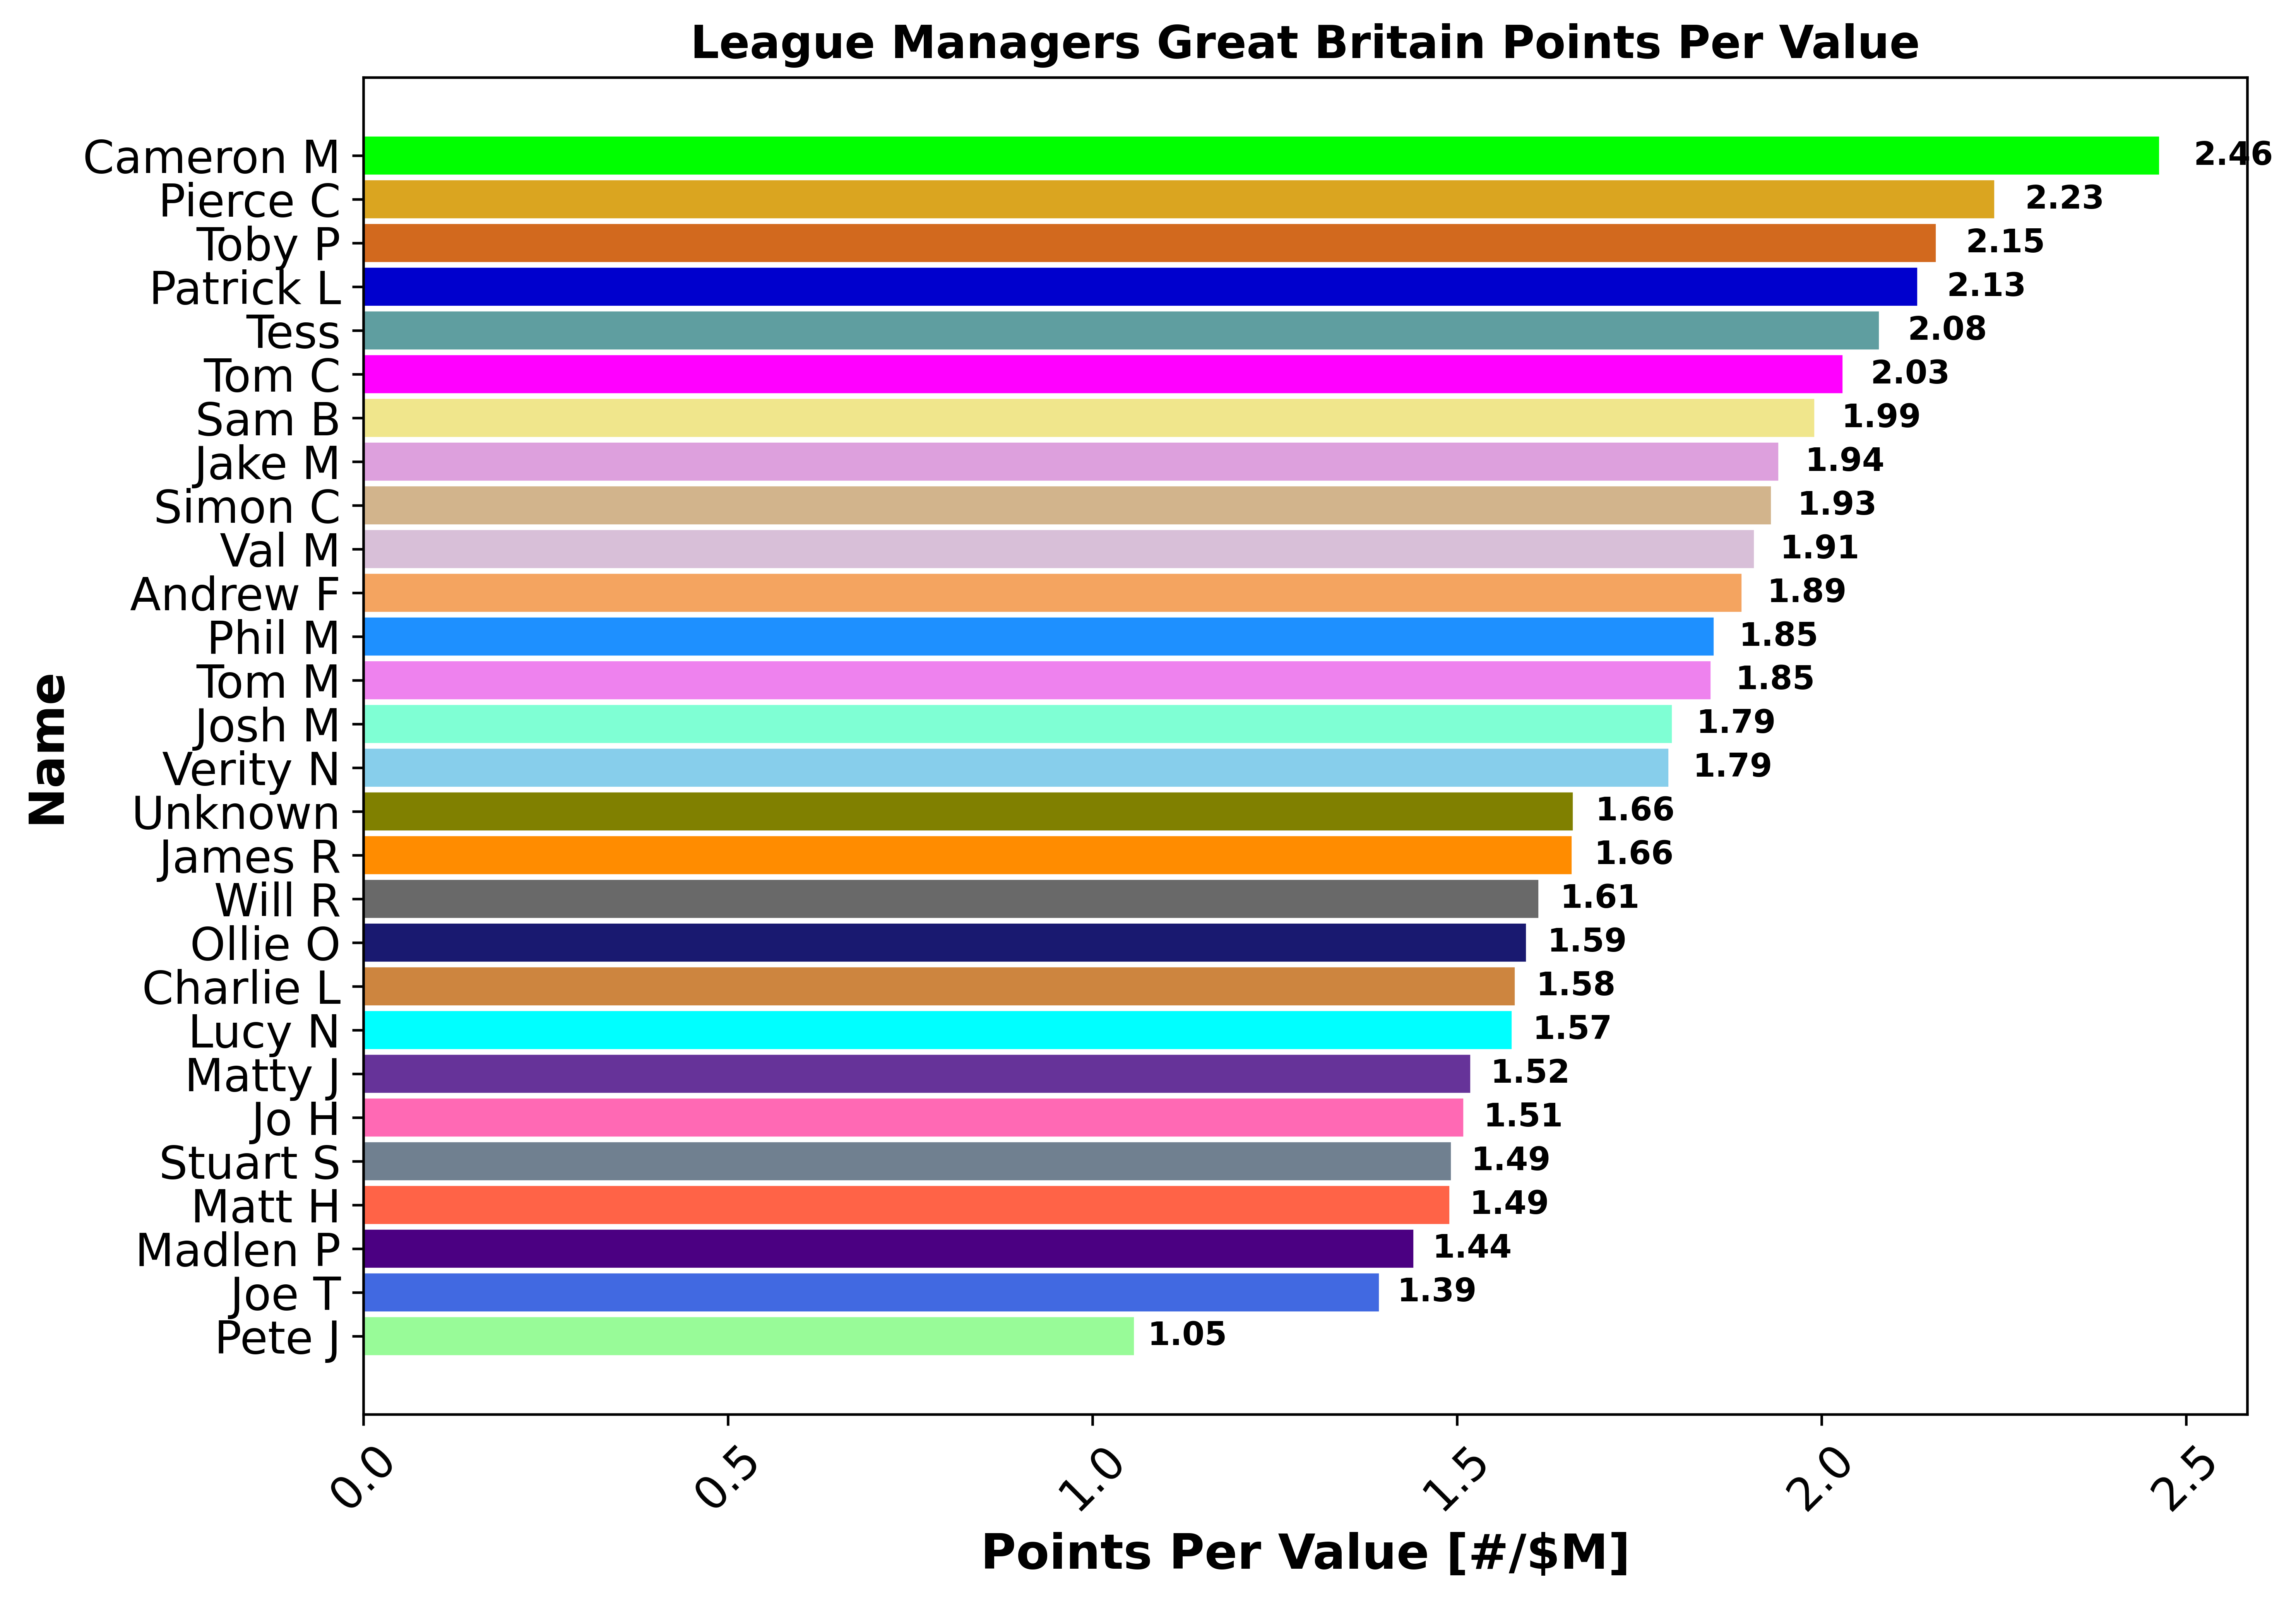 League Managers Great Britain Points Per Value
Cameron M 2.46
Pierce C 2.23
Toby P 2.15
Patrick L 2.13
Tess 2.08
Tom C 2.03
Sam B 1.99
Jake M 1.94
Simon C 1.93
Val M 1.91
Andrew F 1.89
Phil M 1.85
Tom M 1.85
Josh M 1.79
Verity N 1.79
Unknown 1.66
James R 1.66
Will R 1.61
Ollie O 1.59
Charlie L 1.58
Lucy N 1.57
Matty J 1.52
Jo H 1.51
Stuart S 1.49
Matt H 1.49
Madlen P 1.44
Joe T 1.39
Pete J 1.05
Name
0.0 0.5 1.0 1.5 2.0 2.5
Points Per Value [#/$M]